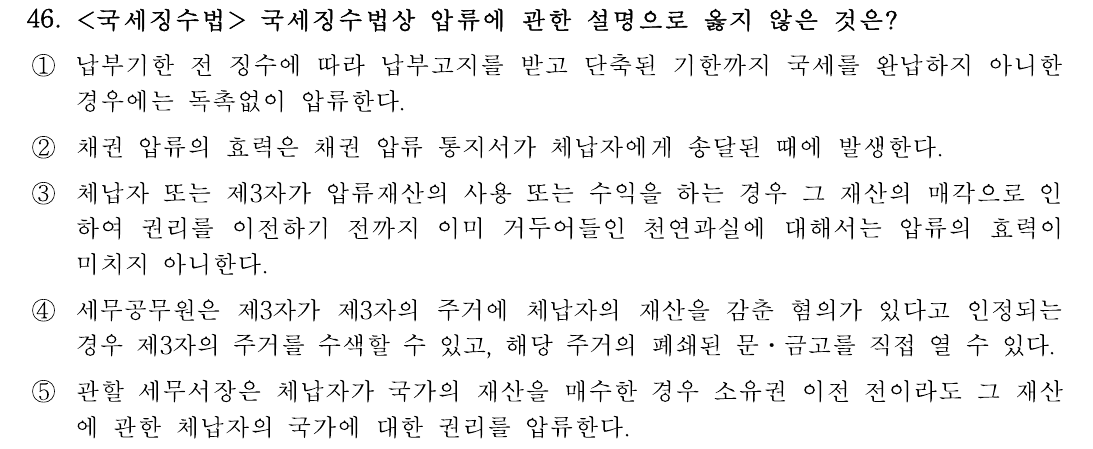 46. <국세징수법> 국세징수법상 압류에 관한 설명으로 옳지 않은 것은?
① 납부기한 전 징수에 따라 납부고지를 받고 단축된 기한까지 국세를 완납하지 아니한
경우에는 독촉없이 압류한다.
② 채권 압류의 효력은 채권 압류 통지서가 체납자에게 송달된 때에 발생한다.
③ 체납자 또는 제3자가 압류재산의 사용 또는 수익을 하는 경우 그 재산의 매각으로 인
하여 권리를 이전하기 전까지 이미 거두어들인 천연과실에 대해서는 압류의 효력이
미치지 아니한다.
④ 세무공무원은 제3자가 제3자의 주거에 체납자의 재산을 감춘 혐의가 있다고 인정되는
경우 제3자의 주거를 수색할 수 있고, 해당 주거의 폐쇄된 문・금고를 직접 열 수 있다.
⑤ 관할 세무서장은 체납자가 국가의 재산을 매수한 경우 소유권 이전 전이라도 그 재산
에 관한 체납자의 국가에 대한 권리를 압류한다.